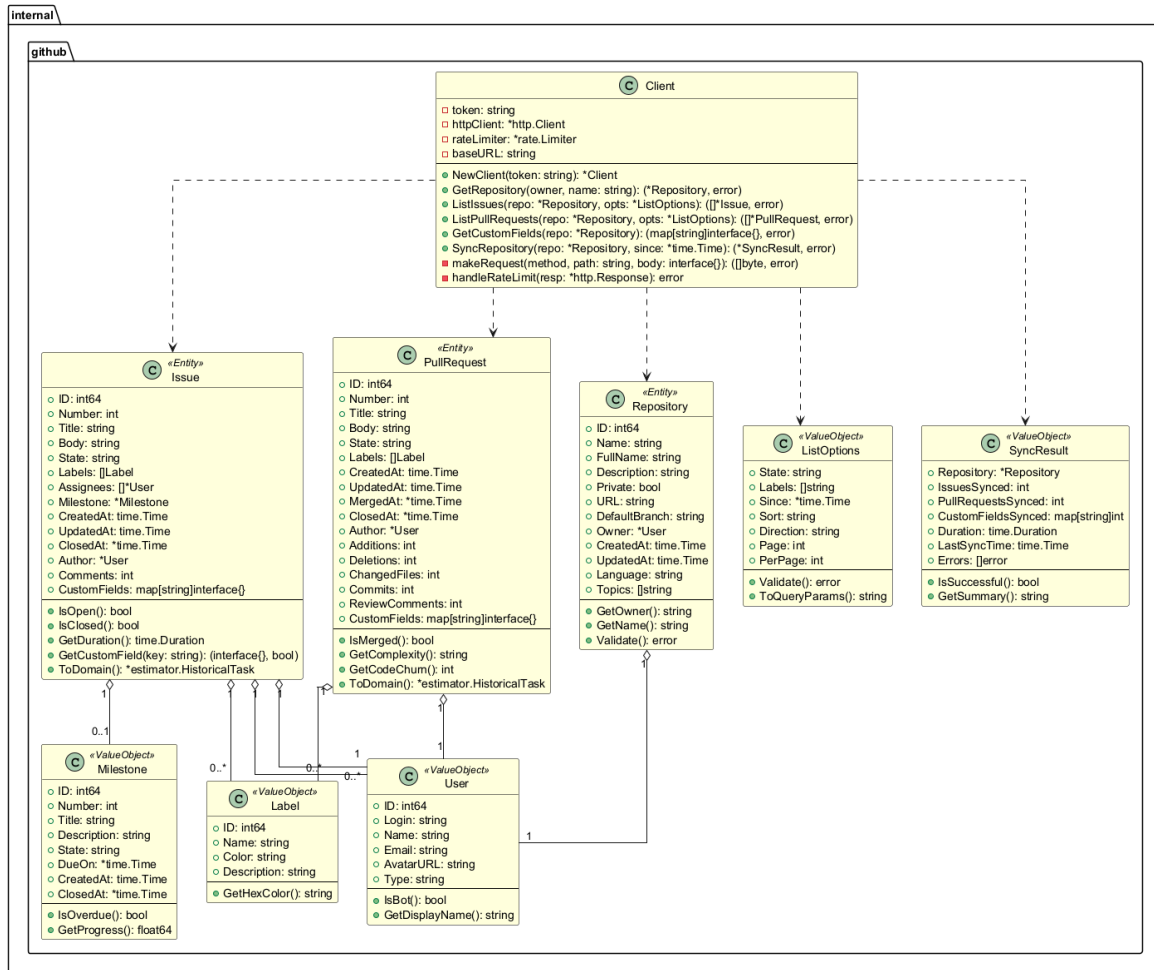 internal
github
C Client
token: string
httpClient: *http.Client
rateLimiter: *rate.Limiter
baseURL: string
NewClient(token: string): *Client
GetRepository(owner, name: string): (*Repository, error)
ListIssues(repo: *Repository, opts: *ListOptions): ([]*Issue, error)
ListPullRequests(repo: *Repository, opts: *ListOptions): ([]*PullRequest, error)
GetCustomFields(repo: *Repository): (map[string]interface{}, error)
SyncRepository(repo: *Repository, since: *time.Time): (*SyncResult, error)
makeRequest(method, path: string, body: interface{}): ([]byte, error)
handleRateLimit(resp: *http.Response): error
«Entity»
C Issue
ID: int64
Number: int
Title: string
Body: string
State: string
Labels: []Label
Assignees: []*User
Milestone: *Milestone
CreatedAt: time.Time
UpdatedAt: time.Time
ClosedAt: *time.Time
Author: *User
Comments: int
CustomFields: map[string]interface{}
IsOpen(): bool
IsClosed(): bool
GetDuration(): time.Duration
GetCustomField(key: string): (interface{}, bool)
ToDomain(): *estimator.HistoricalTask
«Entity»
C PullRequest
ID: int64
Number: int
Title: string
Body: string
State: string
Labels: []Label
CreatedAt: time.Time
UpdatedAt: time.Time
MergedAt: *time.Time
ClosedAt: *time.Time
Author: *User
Additions: int
Deletions: int
ChangedFiles: int
Commits: int
ReviewComments: int
CustomFields: map[string]interface{}
IsMerged(): bool
GetComplexity(): string
GetCodeChurn(): int
ToDomain(): *estimator.HistoricalTask
«Entity»
C Repository
ID: int64
Name: string
FullName: string
Description: string
Private: bool
URL: string
DefaultBranch: string
Owner: *User
CreatedAt: time.Time
UpdatedAt: time.Time
Language: string
Topics: []string
GetOwner(): string
GetName(): string
Validate(): error
«ValueObject»
C ListOptions
State: string
Labels: []string
Since: *time.Time
Sort: string
Direction: string
Page: int
PerPage: int
Validate(): error
ToQueryParams(): string
«ValueObject»
C SyncResult
Repository: *Repository
IssuesSynced: int
PullRequestsSynced: int
CustomFieldsSynced: map[string]int
Duration: time.Duration
LastSyncTime: time.Time
Errors: []error
IsSuccessful(): bool
GetSummary(): string
1
1
1
1
1
1
1
0..1
0..*
0..*
1
0..*
1
1
«ValueObject»
C Milestone
ID: int64
Number: int
Title: string
Description: string
State: string
DueOn: *time.Time
CreatedAt: time.Time
ClosedAt: *time.Time
IsOverdue(): bool
GetProgress(): float64
«ValueObject»
C Label
ID: int64
Name: string
Color: string
Description: string
GetHexColor(): string
«ValueObject»
C User
ID: int64
Login: string
Name: string
Email: string
AvatarURL: string
Type: string
IsBot(): bool
GetDisplayName(): string